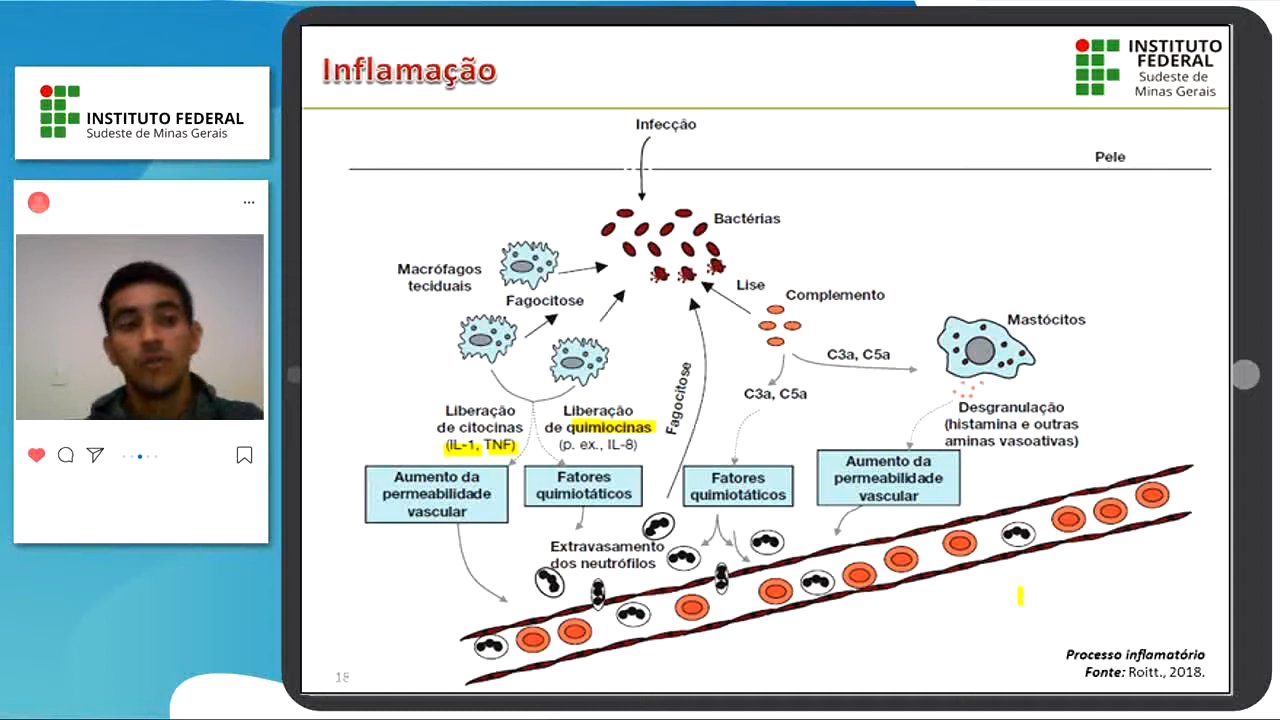 INSTITUTO FEDERAL
Sudeste de Minas Gerais
...
Inflamação
INSTITUTO
FEDERAL
Sudeste de
Minas Gerais
Infecção
Pele
Bactérias
Macrófagos
teciduais
Fagocitose
Lise
Complemento
Mastócitos
C3a, C5a
C3a, C5a
Fagocitose
Liberação
de citocinas
(IL-1, TNF)
Liberação
de quimiocinas
(p. ex., IL-8)
Desgranulação
(histamina e outras
aminas vasoativas)
Aumento da
permeabilidade
vascular
Fatores
quimiotáticos
Fatores
quimiotáticos
Aumento da
permeabilidade
vascular
Extravasamento
dos neutrófilos
Processo inflamatório
Fonte: Roitt., 2018.
18